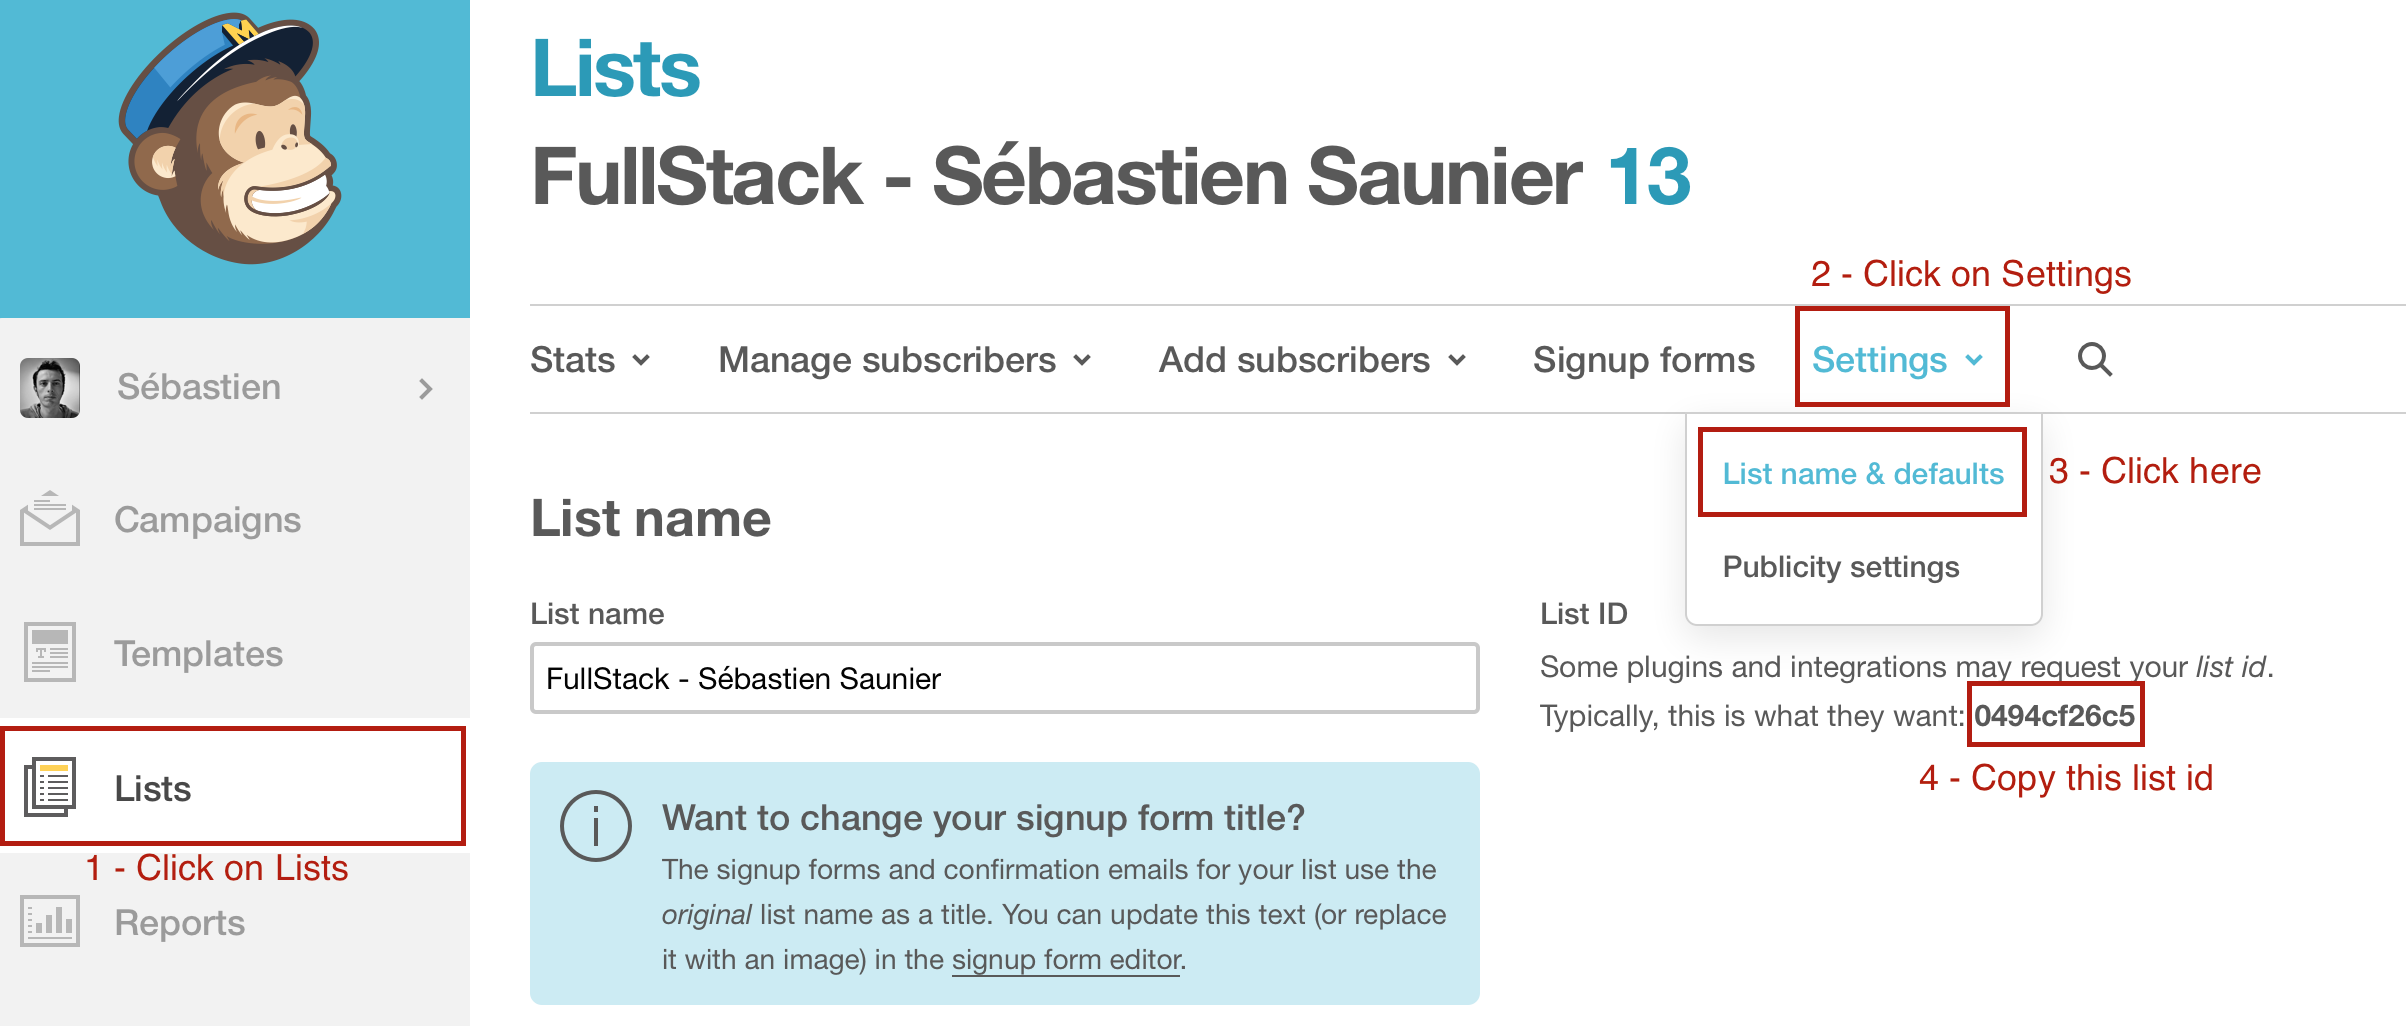 M
Lists
FullStack - Sébastien Saunier 13
2 - Click on Settings
Stats
Manage subscribers
Add subscribers
Signup forms
Settings
List name & defaults
3 - Click here
Publicity settings
Sébastien
Campaigns
Templates
Lists
1 - Click on Lists
Reports
List name
List name
FullStack - Sébastien Saunier
List ID
Some plugins and integrations may request your list id.
Typically, this is what they want: 0494cf26c5
4 - Copy this list id
Want to change your signup form title?
The signup forms and confirmation emails for your list use the
original list name as a title. You can update this text (or replace
it with an image) in the signup form editor.